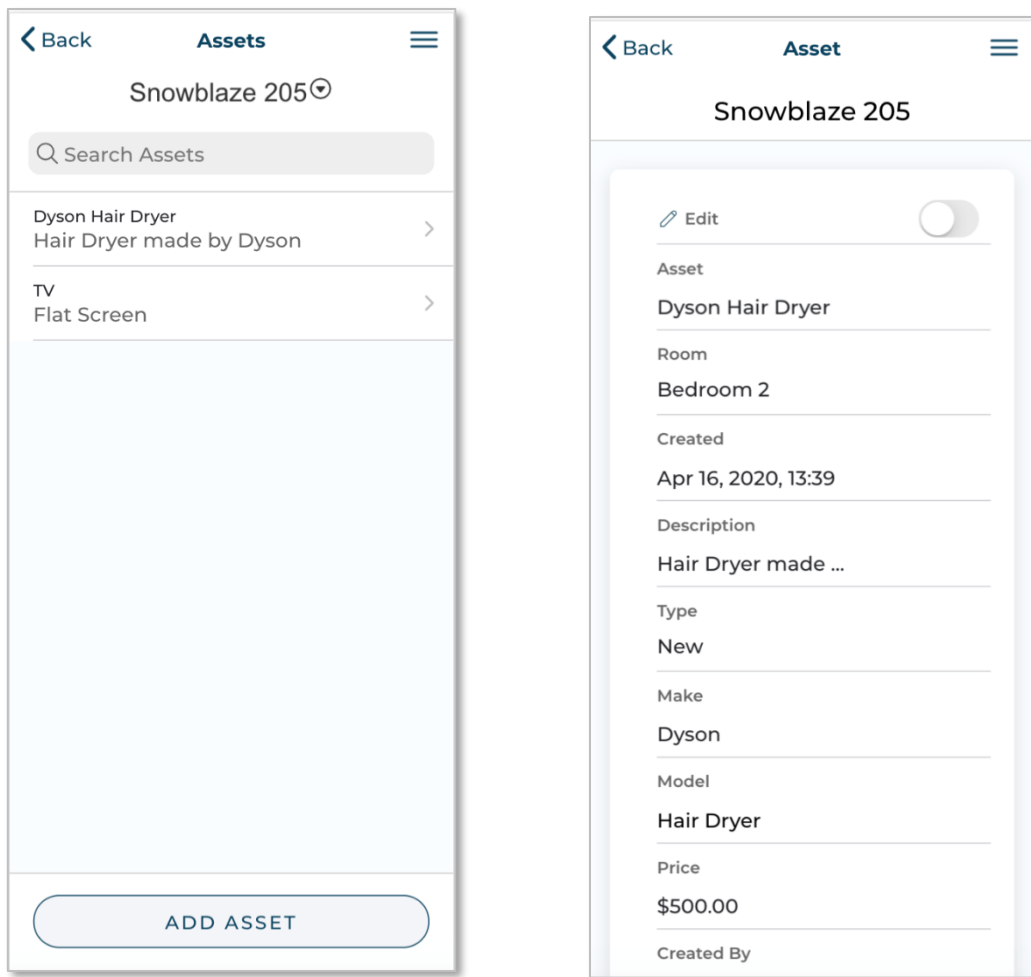 Back Assets
Snowblaze 205
Search Assets
Dyson Hair Dryer
Hair Dryer made by Dyson
TV
Flat Screen
ADD ASSET
Back Asset
Snowblaze 205
Edit
Asset
Dyson Hair Dryer
Room
Bedroom 2
Created
Apr 16, 2020, 13:39
Description
Hair Dryer made ...
Type
New
Make
Dyson
Model
Hair Dryer
Price
$500.00
Created By